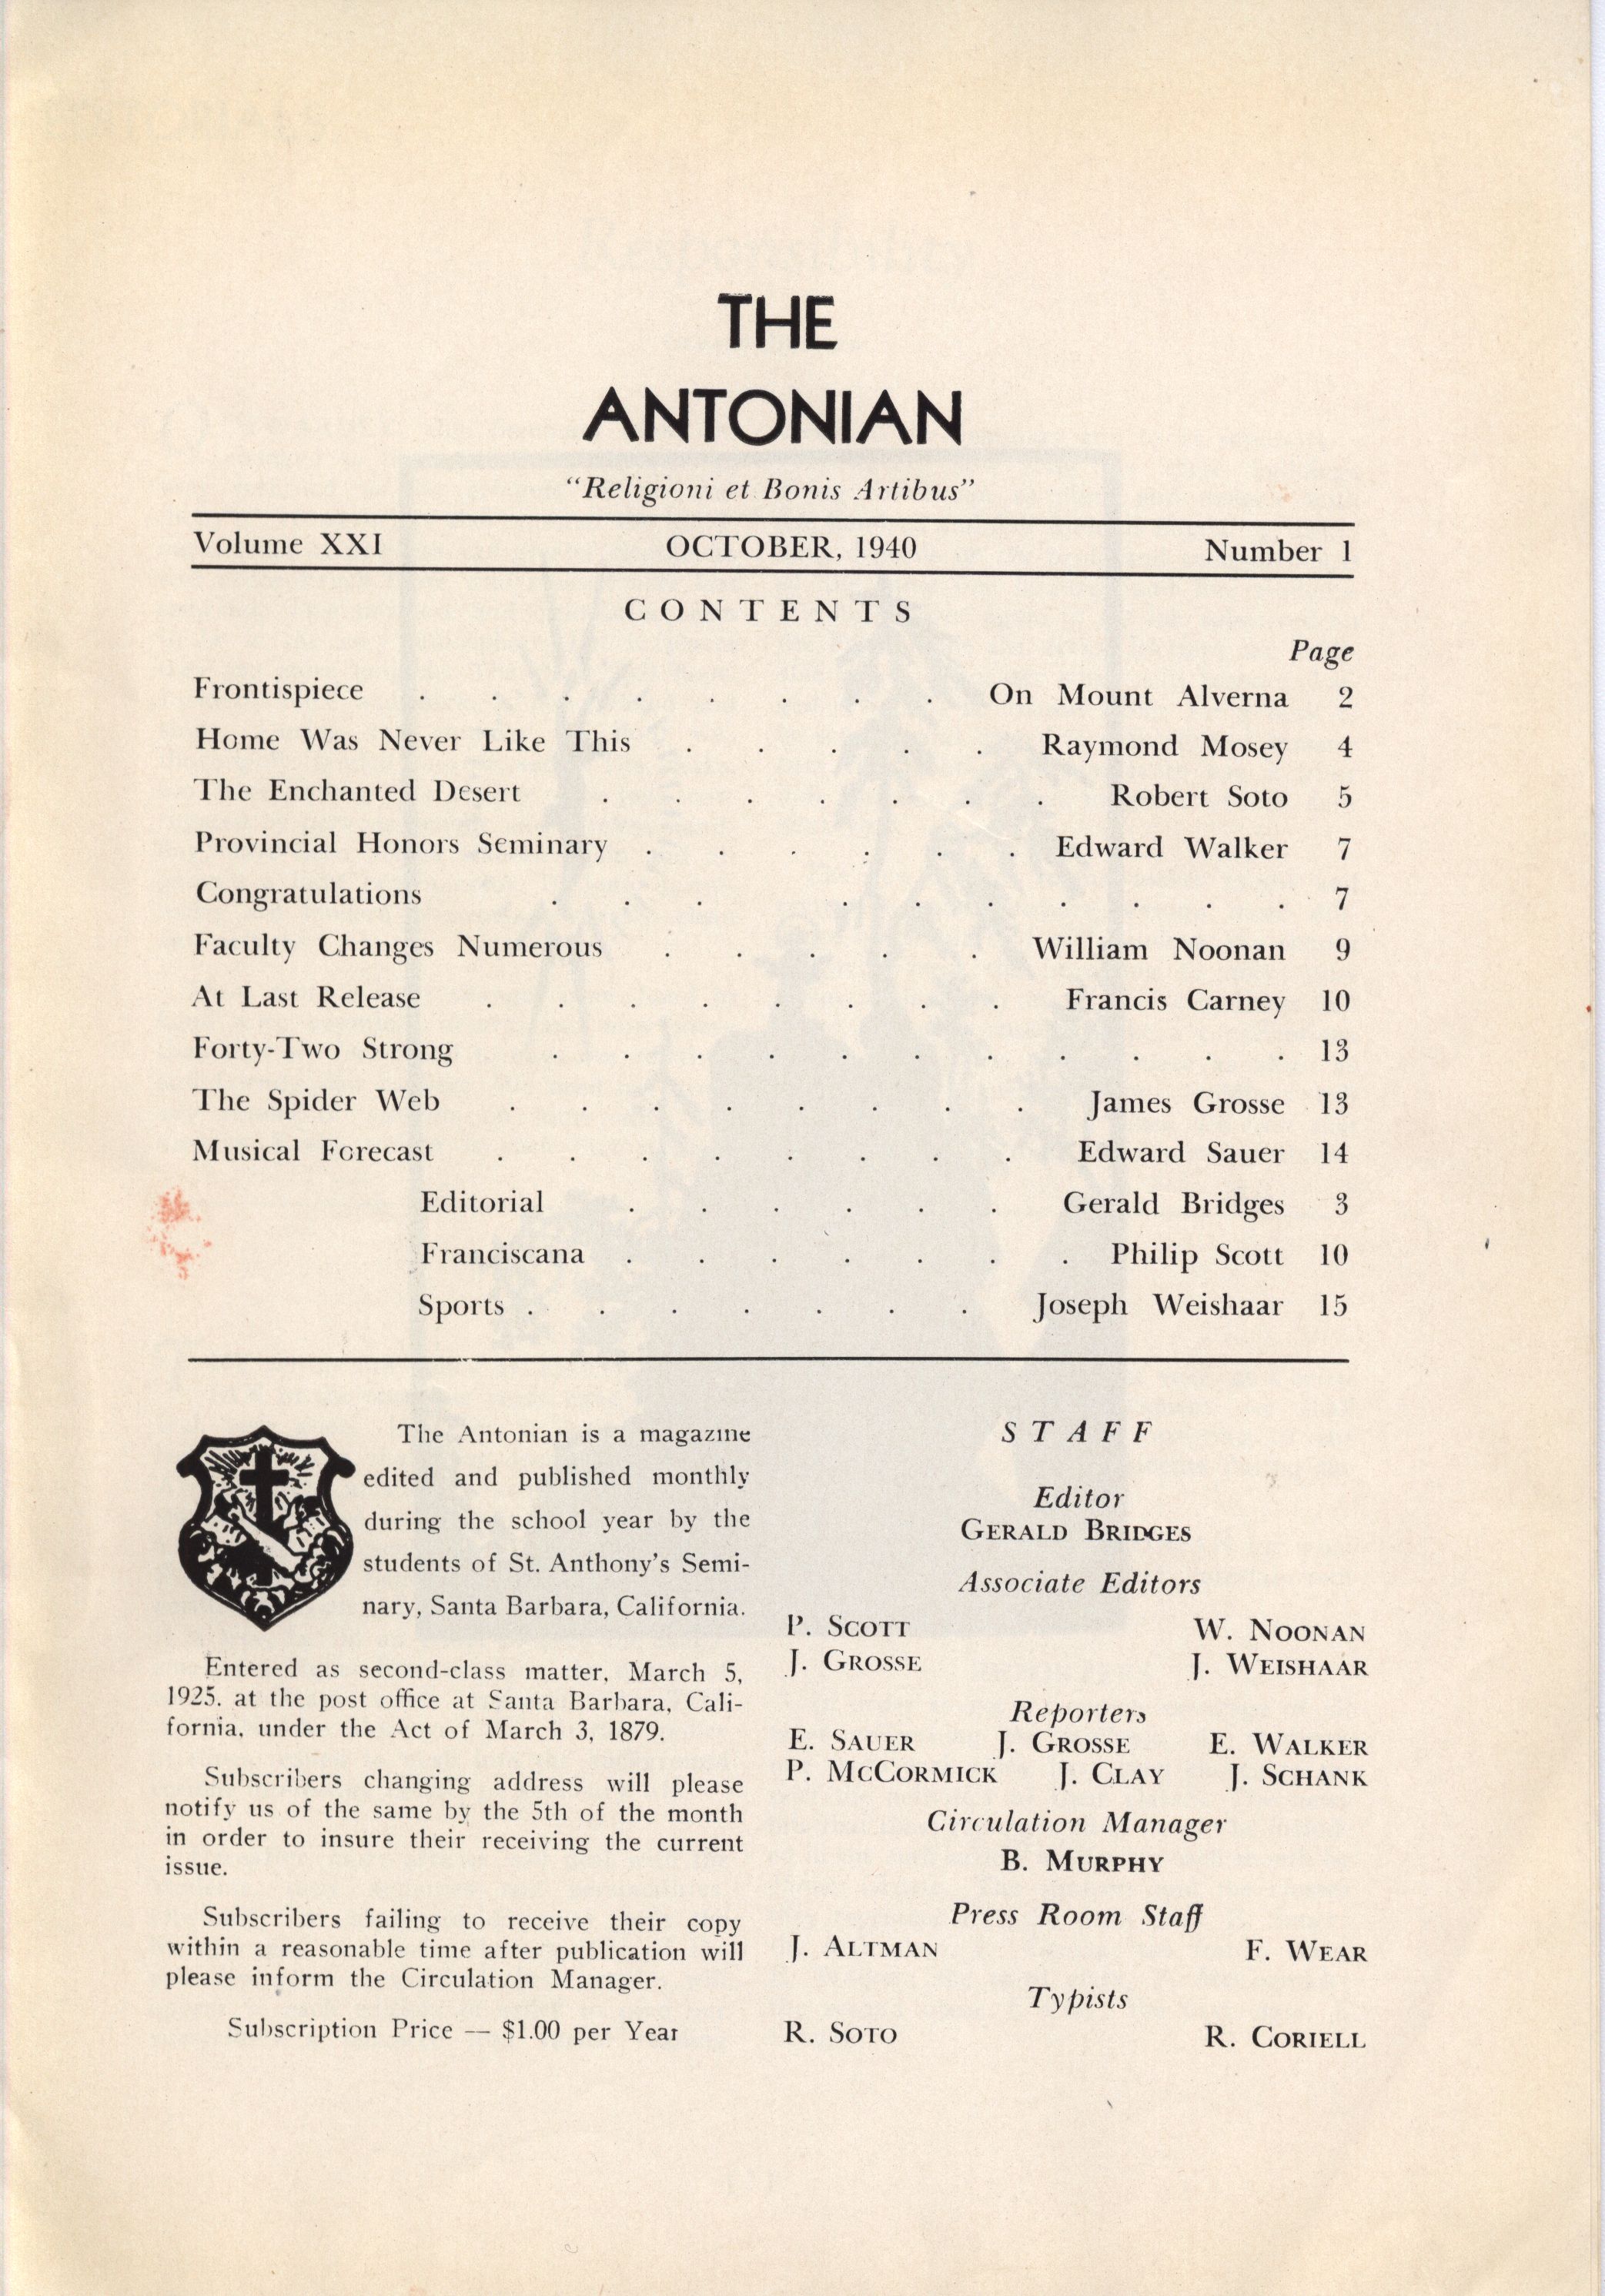 THE
ANTONIAN
“Religioni et Bonis Artibus”
Volume XXI OCTOBER, 1940 Number 1
CONTENTS
Page
Frontispiece . . . . . . . . On Mount Alverna 2
Home Was Never Like This . . . . . Raymond Mosey 4
The Enchanted Desert . . . . . . . Robert Soto 5
Provincial Honors Seminary . . . . . . Edward Walker 7
Congratulations . . . . . . . . . . 7
Faculty Changes Numerous . . . . . William Noonan 9
At Last Release . . . . . . . . Francis Carney 10
Forty-Two Strong . . . . . . . . . . . 13
The Spider Web . . . . . . . . James Grosse 13
Musical Forecast . . . . . . . . Edward Sauer 14
Editorial . . . . . . Gerald Bridges 3
Franciscana . . . . . . . Philip Scott 10
Sports . . . . . . . Joseph Weishaar 15
The Antonian is a magazine
edited and published monthly
during the school year by the
students of St. Anthony’s Semi-
nary, Santa Barbara, California.
Entered as second-class matter, March 5,
1925. at the post office at Santa Barbara, Cali-
fornia, under the Act of March 3, 1879.
Subscribers changing address will please
notify us of the same by the 5th of the month
in order to insure their receiving the current
issue.
Subscribers failing to receive their copy
within a reasonable time after publication will
please inform the Circulation Manager.
Subscription Price — $1.00 per Year
STAFF
Editor
GERALD BRIDGES
Associate Editors
P. SCOTT W. NOONAN
J. GROSSE J. WEISHAAR
Reporters
E. SAUER J. GROSSE E. WALKER
P. MCCORMICK J. CLAY J. SCHANK
Circulation Manager
B. MURPHY
Press Room Staff
J. ALTMAN F. WEAR
Typists
R. SOTO R. CORIELL